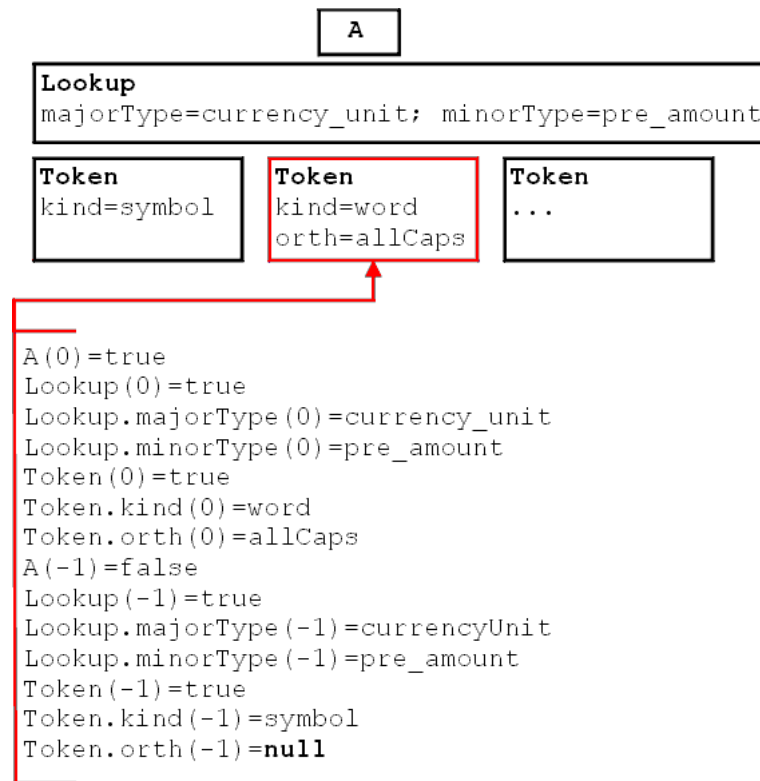 A
Lookup
majorType=currency_unit; minorType=pre_amount
Token
kind=symbol
Token
kind=word
orth=allCaps
Token
...
A(0)=true
Lookup(0)=true
Lookup.majorType(0)=currency_unit
Lookup.minorType(0)=pre_amount
Token(0)=true
Token.kind(0)=word
Token.orth(0)=allCaps
A(-1)=false
Lookup(-1)=true
Lookup.majorType(-1)=currencyUnit
Lookup.minorType(-1)=pre_amount
Token(-1)=true
Token.kind(-1)=symbol
Token.orth(-1)=null